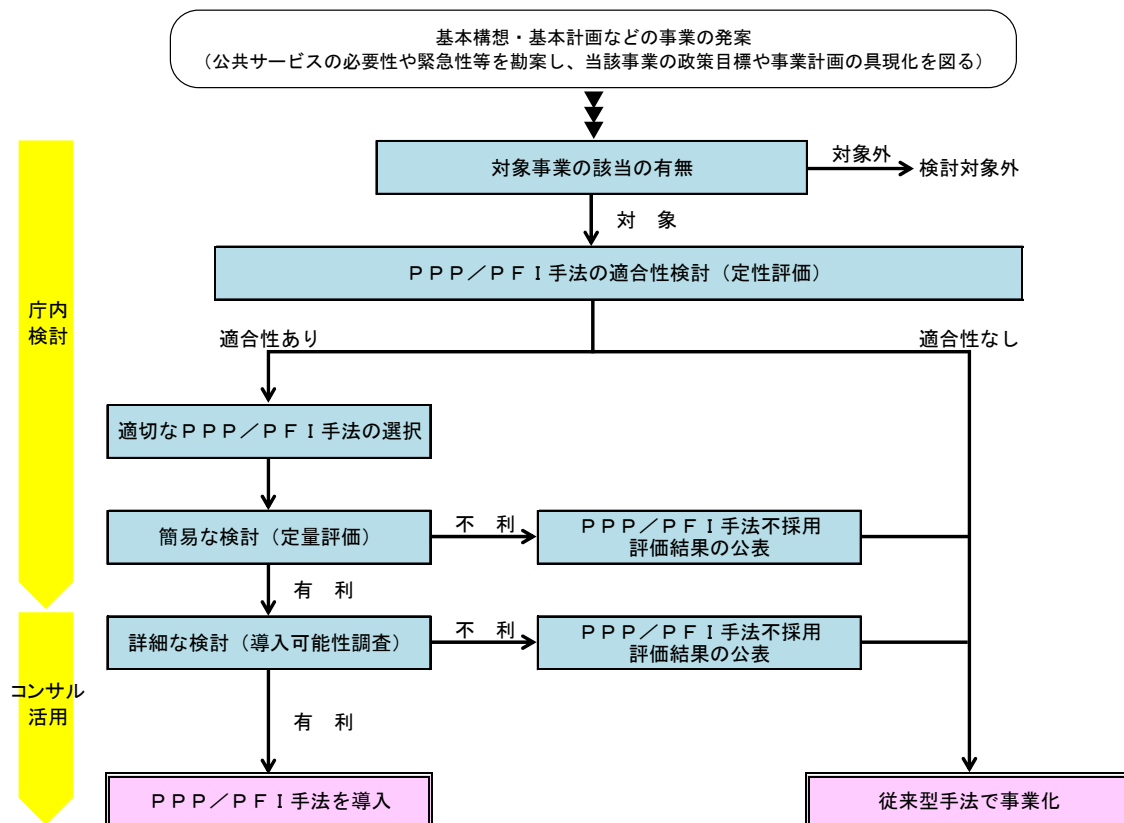 基本構想・基本計画などの事業の発案
（公共サービスの必要性や緊急性等を勘案し、当該事業の政策目標や事業計画の具現化を図る）
対象事業の該当の有無
対象外
検討対象外
対　象
ＰＰＰ／ＰＦＩ手法の適合性検討（定性評価）
庁内
検討
適合性あり
適合性なし
適切なＰＰＰ／ＰＦＩ手法の選択
簡易な検討（定量評価）
不　利
ＰＰＰ／ＰＦＩ手法不採用
評価結果の公表
有　利
詳細な検討（導入可能性調査）
不　利
ＰＰＰ／ＰＦＩ手法不採用
評価結果の公表
コンサル
活用
有　利
ＰＰＰ／ＰＦＩ手法を導入
従来型手法で事業化